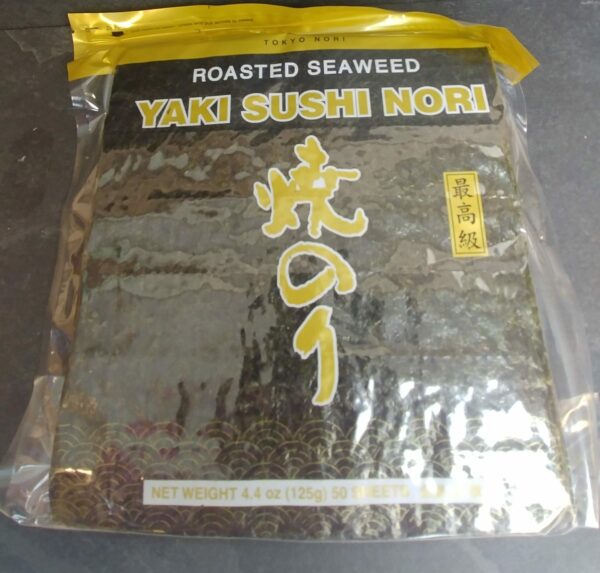 TOKYO NORI
ROASTED SEAWEED
YAKI SUSHI NORI
焼のり
最高級
NET WEIGHT 4.4 oz (125g) 50 SHEETS